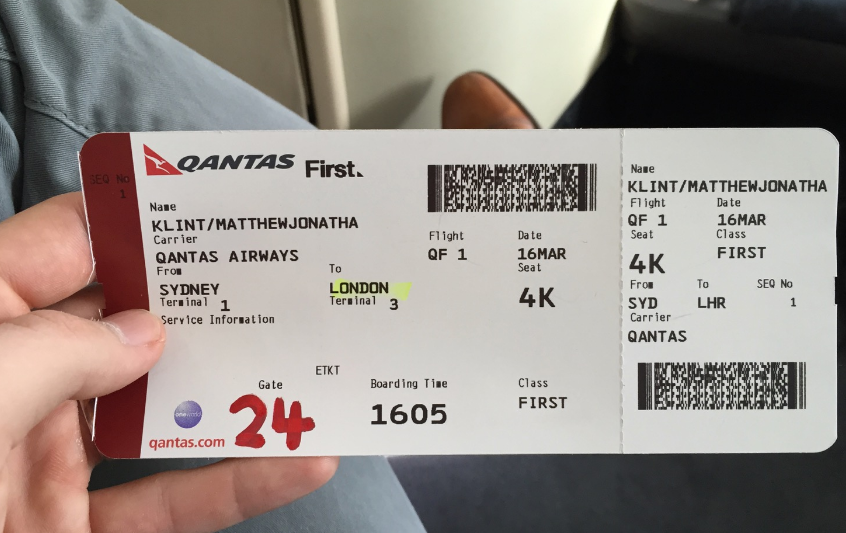 SEQ No
1
QANTAS First.
Name
KLINT/MATTHEWJONATHA
Carrier
QANTAS AIRWAYS
From
SYDNEY
Terminal 1
Service Information
To
LONDON
Terminal 3
Flight
QF 1
Date
16MAR
Seat
4K
ETKT
Gate
24
Boarding Time
1605
Class
FIRST
oneworld
qantas.com
Name
KLINT/MATTHEWJONATHA
Flight Date
QF 1 16MAR
Seat Class
4K FIRST
From To SEQ No
SYD LHR 1
Carrier
QANTAS